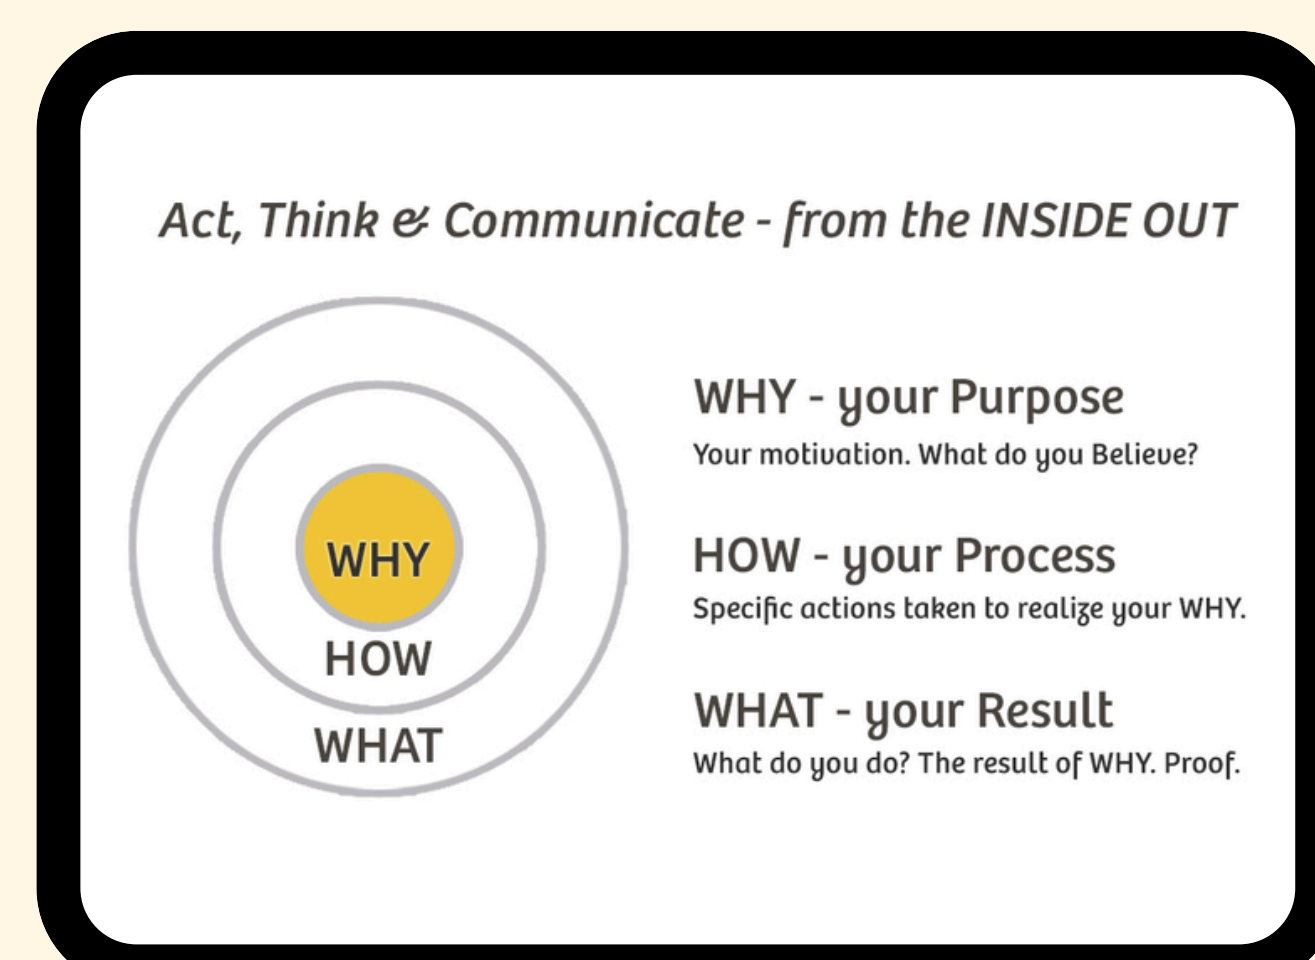 Act, Think & Communicate - from the INSIDE OUT
WHY
HOW
WHAT
WHY - your Purpose
Your motivation. What do you Believe?
HOW - your Process
Specific actions taken to realize your WHY.
WHAT - your Result
What do you do? The result of WHY. Proof.